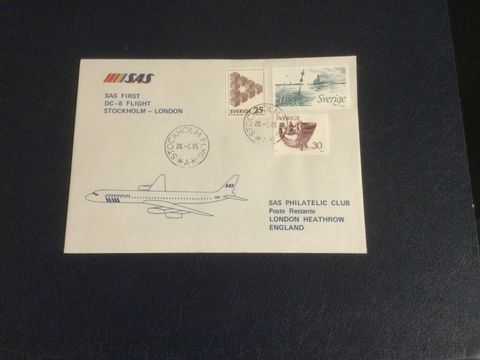 SAS
SAS FIRST
DC-8 FLIGHT
STOCKHOLM – LONDON
SVERIGE 25
Sverige
SVERIGE
30
STOCKHOLM FLYG
*A*
SAS
SAS PHILATELIC CLUB
Poste Restante
LONDON HEATHROW
ENGLAND